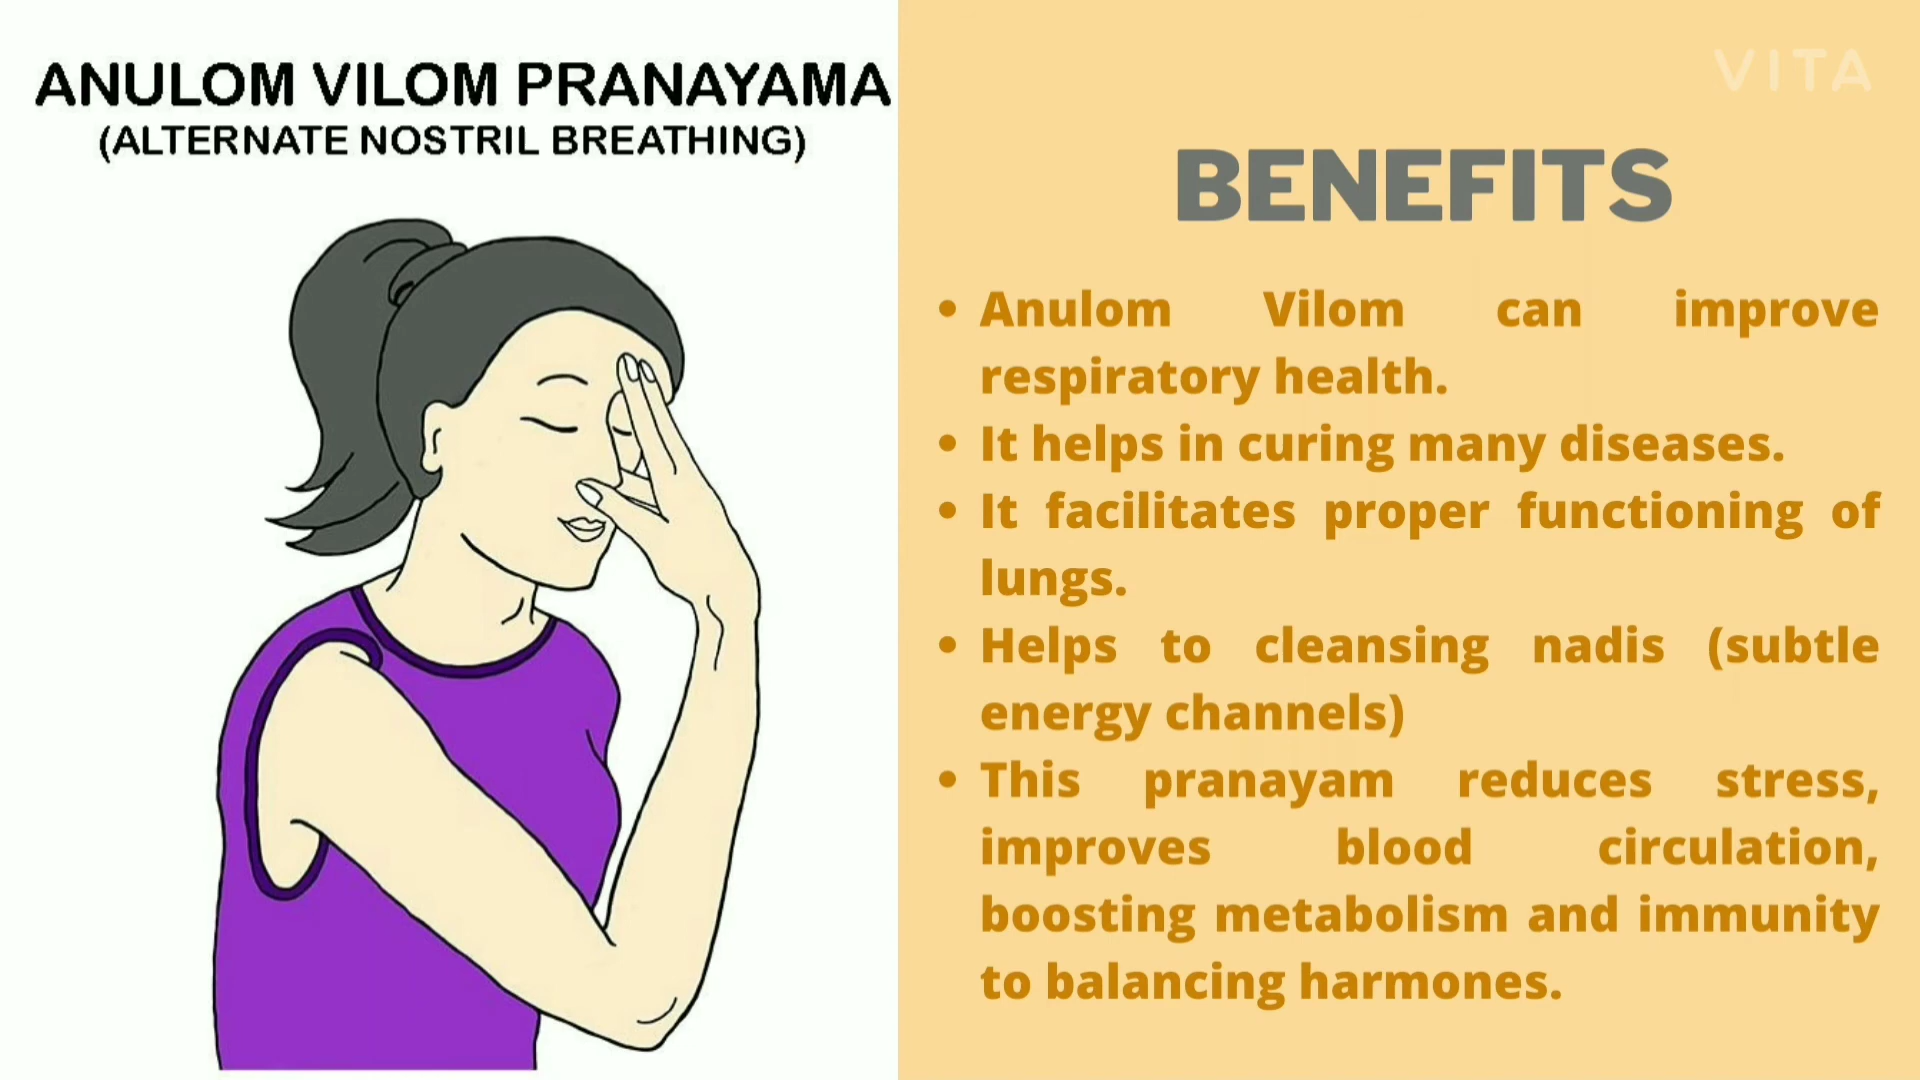 ANULOM VILOM PRANAYAMA
(ALTERNATE NOSTRIL BREATHING)
VITA
BENEFITS
• Anulom Vilom can improve
respiratory health.
• It helps in curing many diseases.
• It facilitates proper functioning of
lungs.
• Helps to cleansing nadis (subtle
energy channels)
• This pranayam reduces stress,
improves blood circulation,
boosting metabolism and immunity
to balancing harmones.